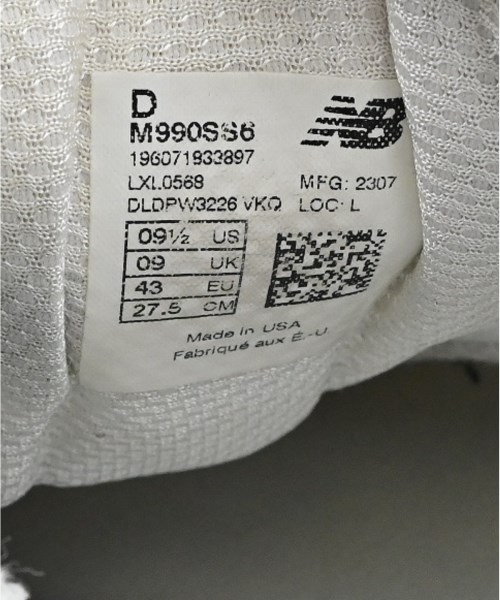 D
M990SS6
NB
196071933897
LXL0568 MFG: 2307
DLDPW3226 VKQ LOC: L
09½ US
09 UK
43 EU
27.5 CM
Made in USA
Fabriqué aux É.-U